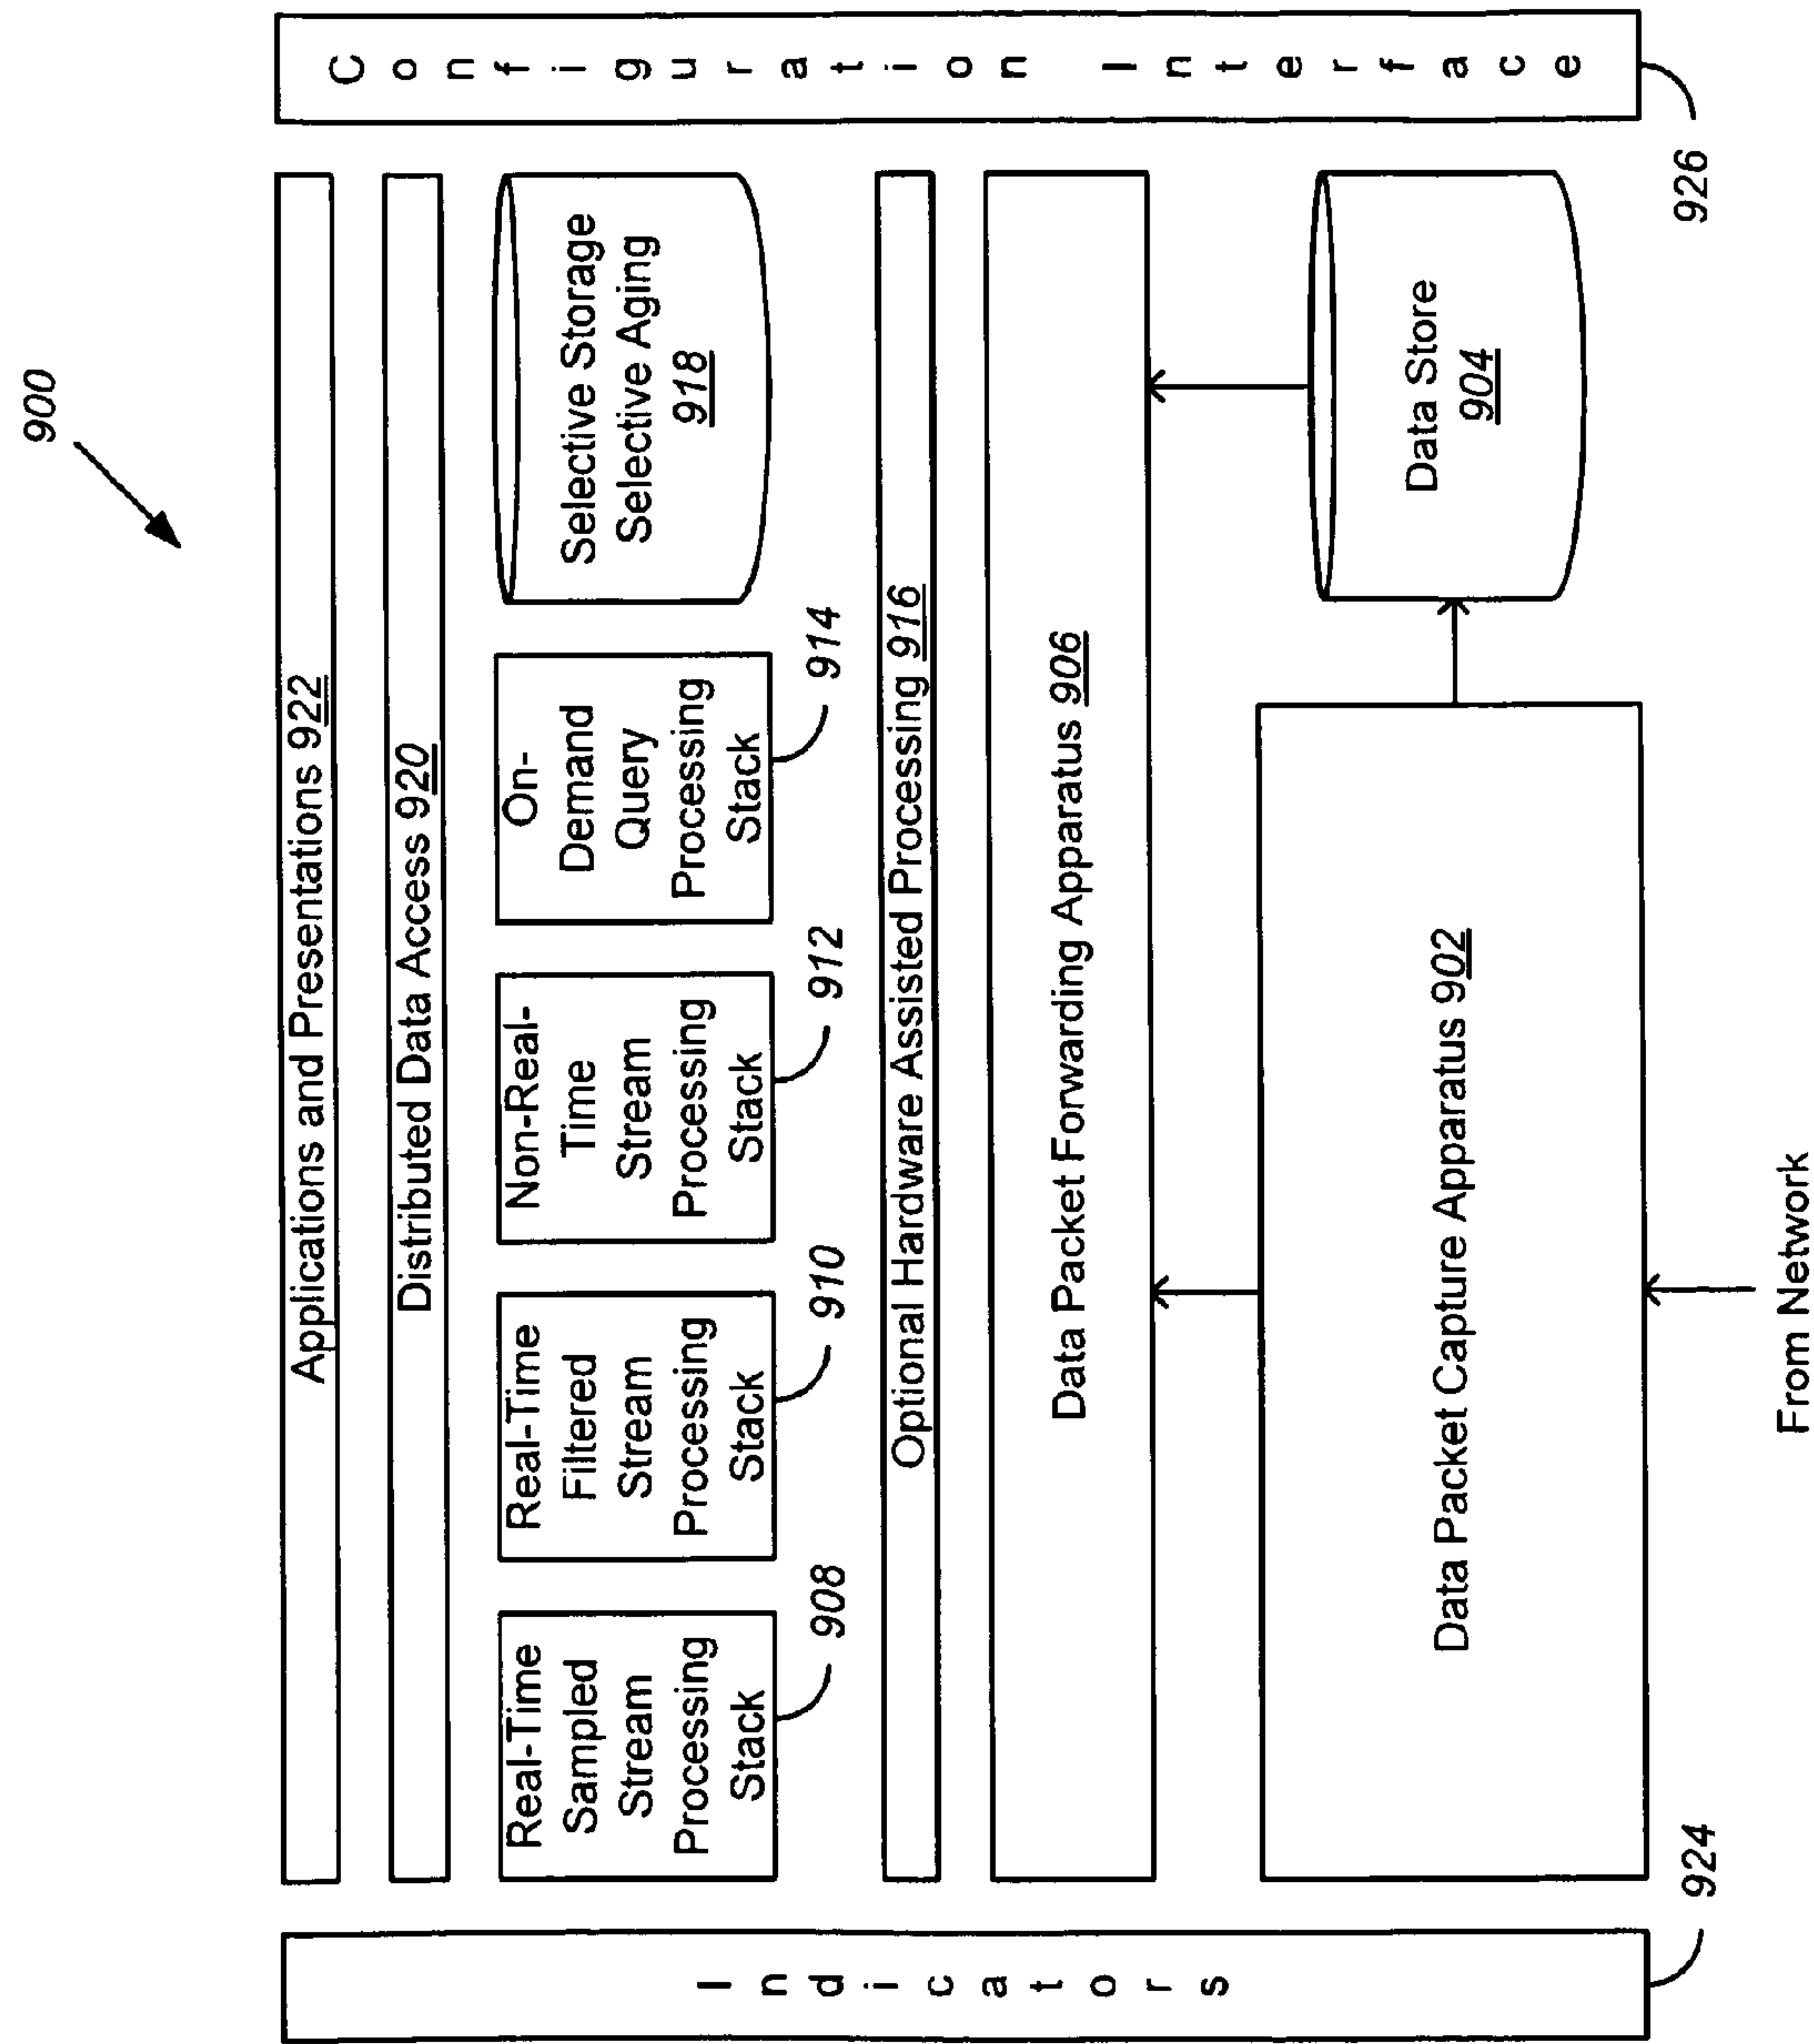 900
Applications and Presentations 922
Distributed Data Access 920
Real-Time
Sampled
Stream
Processing
Stack
908
Real-Time
Filtered
Stream
Processing
Stack
910
Non-Real-
Time
Stream
Processing
Stack
912
On-
Demand
Query
Processing
Stack
914
Selective Storage
Selective Aging
918
Optional Hardware Assisted Processing 916
Data Packet Forwarding Apparatus 906
Data Packet Capture Apparatus 902
Data Store
904
From Network
Indicators
924
Configuration Interface
926